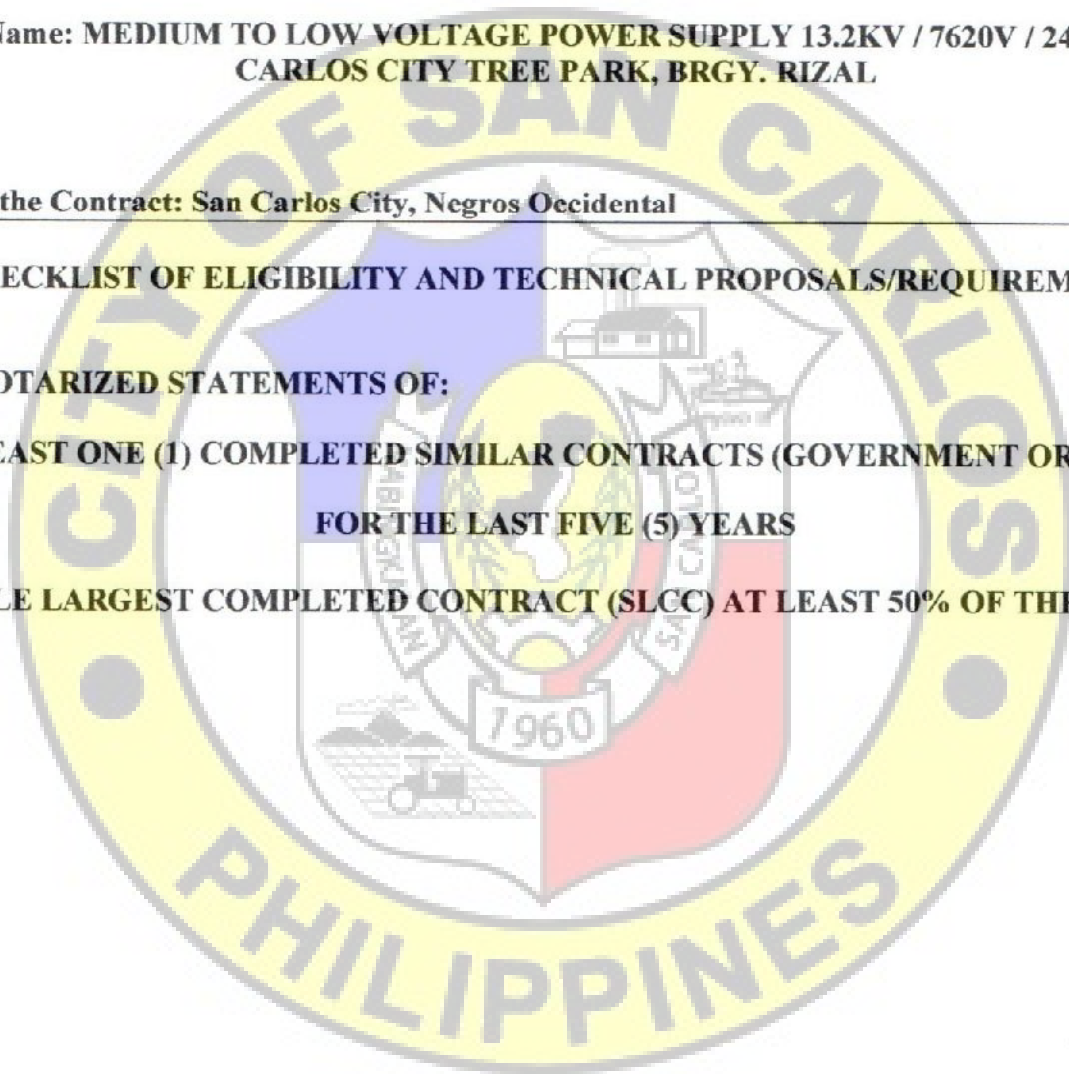 Name: MEDIUM TO LOW VOLTAGE POWER SUPPLY 13.2KV / 7620V / 24
CARLOS CITY TREE PARK, BRGY. RIZAL
the Contract: San Carlos City, Negros Occidental
ECKLIST OF ELIGIBILITY AND TECHNICAL PROPOSALS/REQUIREM
OTARIZED STATEMENTS OF:
EAST ONE (1) COMPLETED SIMILAR CONTRACTS (GOVERNMENT OR
FOR THE LAST FIVE (5) YEARS
LE LARGEST COMPLETED CONTRACT (SLCC) AT LEAST 50% OF THE
CITY OF SAN CARLOS
PHILIPPINES
1960